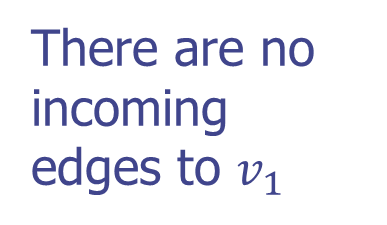 There are no
incoming
edges to 𝑣₁